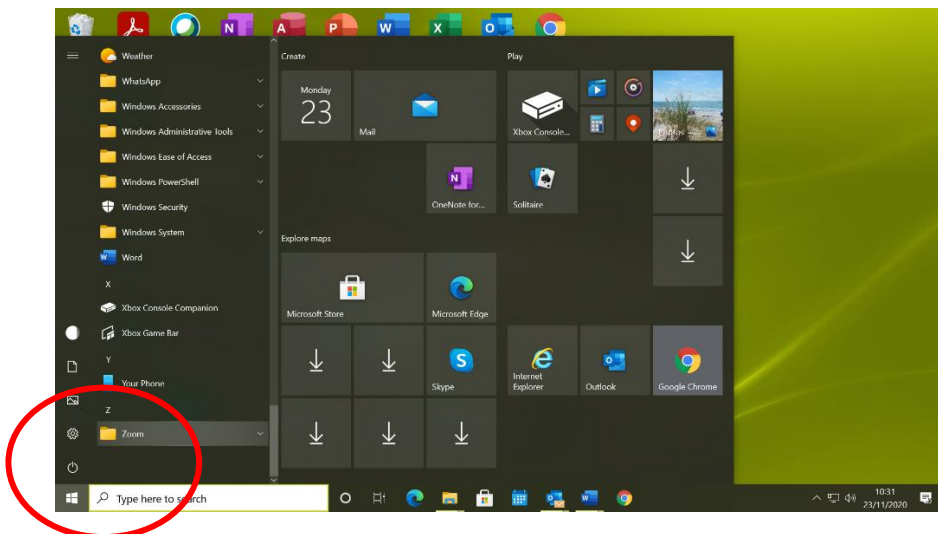 Weather
WhatsApp
Windows Accessories
Windows Administrative Tools
Windows Ease of Access
Windows PowerShell
Windows Security
Windows System
Word
X
Xbox Console Companion
Xbox Game Bar
Y
Your Phone
Z
Zoom
Create
Monday
23
Mail
OneNote for...
Explore maps
Microsoft Store
Microsoft Edge
Skype
Play
Xbox Console...
Photos
Solitaire
Internet
Explorer
Outlook
Google Chrome
Type here to search
10:31
23/11/2020